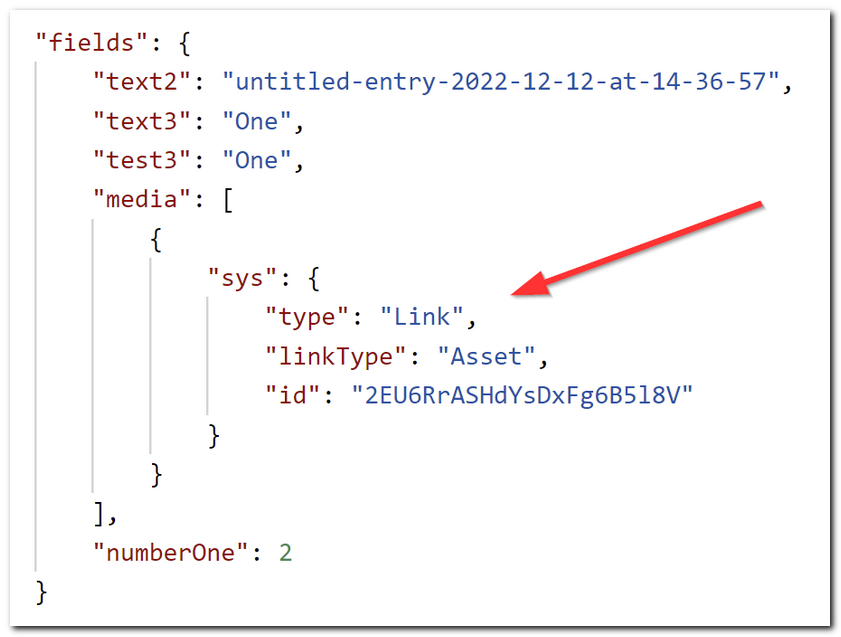 "fields": {
"text2": "untitled-entry-2022-12-12-at-14-36-57",
"text3": "One",
"test3": "One",
"media": [
{
"sys": {
"type": "Link",
"linkType": "Asset",
"id": "2EU6RrASHdYsDxFg6B5l8V"
}
}
],
"numberOne": 2
}